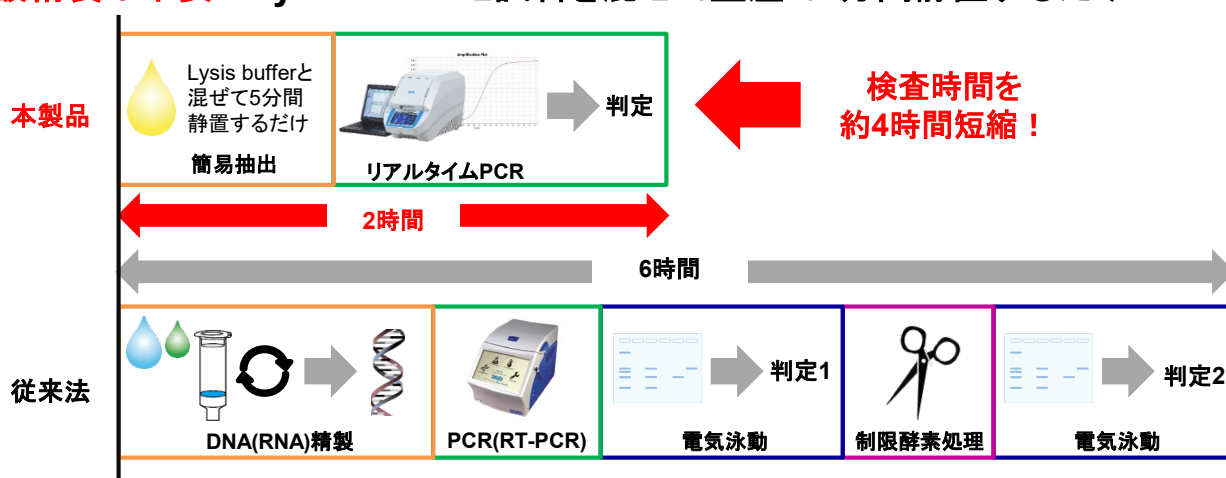 本製品
Lysis bufferと
混ぜて5分間
静置するだけ
簡易抽出
リアルタイムPCR
判定
検査時間を
約4時間短縮！
2時間
6時間
従来法
DNA(RNA)精製
PCR(RT-PCR)
判定1
電気泳動
制限酵素処理
判定2
電気泳動